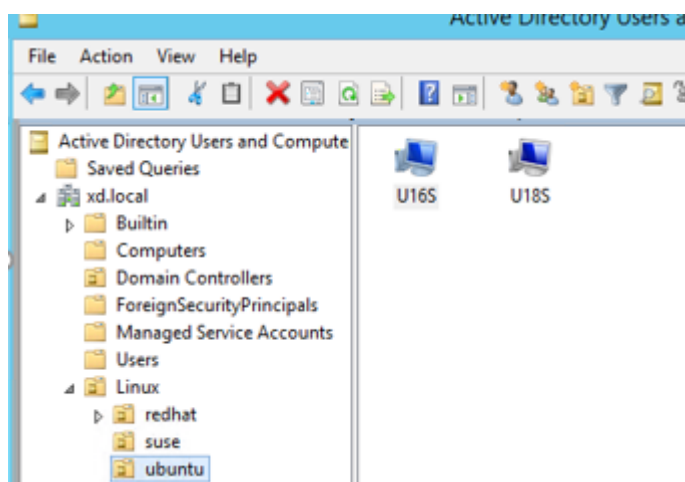 Active Directory Users a
File Action View Help
Active Directory Users and Compute
Saved Queries
xd.local
Builtin
Computers
Domain Controllers
ForeignSecurityPrincipals
Managed Service Accounts
Users
Linux
redhat
suse
ubuntu
U16S U18S